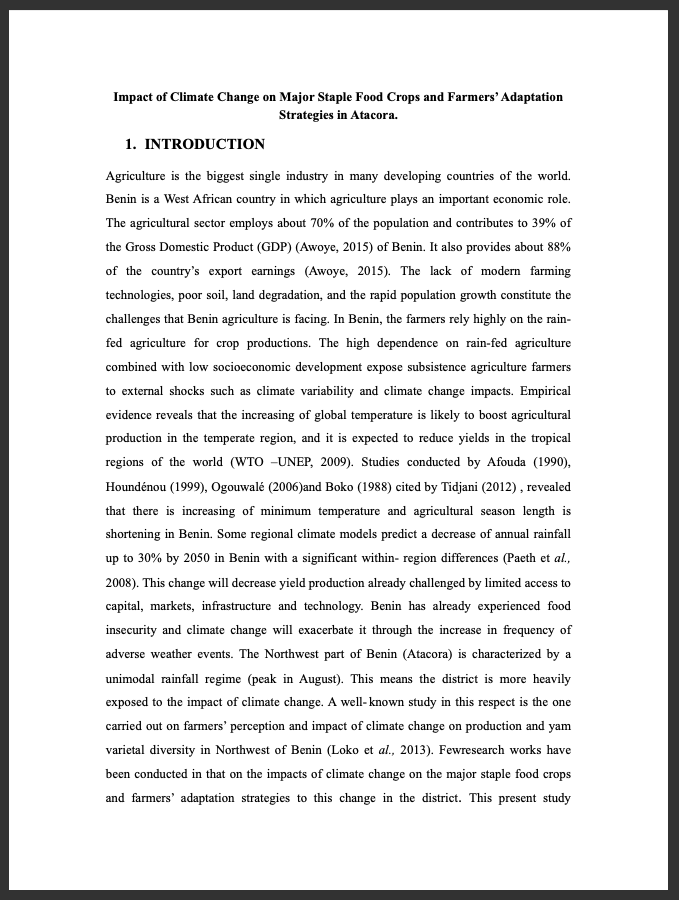 Impact of Climate Change on Major Staple Food Crops and Farmers’ Adaptation
Strategies in Atacora.
1. INTRODUCTION
Agriculture is the biggest single industry in many developing countries of the world.
Benin is a West African country in which agriculture plays an important economic role.
The agricultural sector employs about 70% of the population and contributes to 39% of
the Gross Domestic Product (GDP) (Awoye, 2015) of Benin. It also provides about 88%
of the country’s export earnings (Awoye, 2015). The lack of modern farming
technologies, poor soil, land degradation, and the rapid population growth constitute the
challenges that Benin agriculture is facing. In Benin, the farmers rely highly on the rain-
fed agriculture for crop productions. The high dependence on rain-fed agriculture
combined with low socioeconomic development expose subsistence agriculture farmers
to external shocks such as climate variability and climate change impacts. Empirical
evidence reveals that the increasing of global temperature is likely to boost agricultural
production in the temperate region, and it is expected to reduce yields in the tropical
regions of the world (WTO –UNEP, 2009). Studies conducted by Afouda (1990),
Houndénou (1999), Ogouwalé (2006)and Boko (1988) cited by Tidjani (2012) , revealed
that there is increasing of minimum temperature and agricultural season length is
shortening in Benin. Some regional climate models predict a decrease of annual rainfall
up to 30% by 2050 in Benin with a significant within- region differences (Paeth et al.,
2008). This change will decrease yield production already challenged by limited access to
capital, markets, infrastructure and technology. Benin has already experienced food
insecurity and climate change will exacerbate it through the increase in frequency of
adverse weather events. The Northwest part of Benin (Atacora) is characterized by a
unimodal rainfall regime (peak in August). This means the district is more heavily
exposed to the impact of climate change. A well-known study in this respect is the one
carried out on farmers’ perception and impact of climate change on production and yam
varietal diversity in Northwest of Benin (Loko et al., 2013). Fewresearch works have
been conducted in that on the impacts of climate change on the major staple food crops
and farmers’ adaptation strategies to this change in the district. This present study